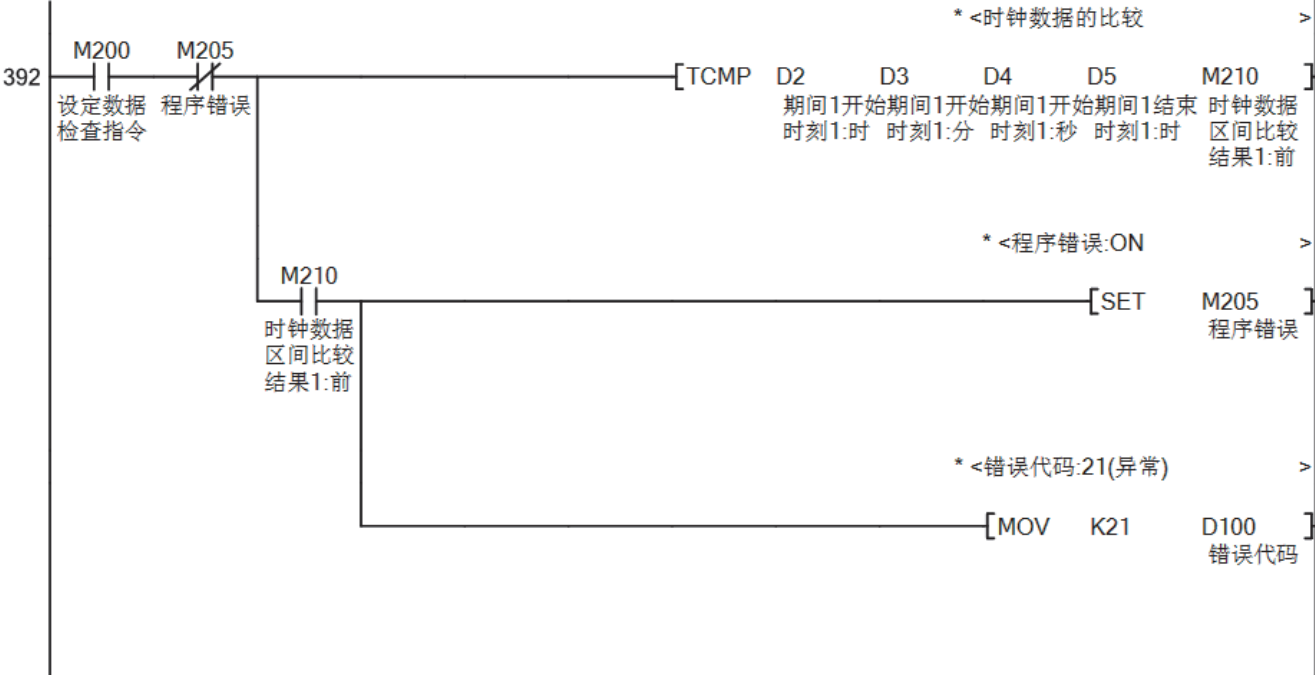 * <时钟数据的比较 >
M200 M205
392 [TCMP D2 D3 D4 D5 M210 ]
设定数据 程序错误 期间1开始期间1开始期间1开始期间1结束 时钟数据
检查指令 时刻1:时 时刻1:分 时刻1:秒 时刻1:时 区间比较
结果1:前
* <程序错误:ON >
M210
[SET M205 ]
时钟数据 程序错误
区间比较
结果1:前
* <错误代码:21(异常) >
[MOV K21 D100 ]
错误代码